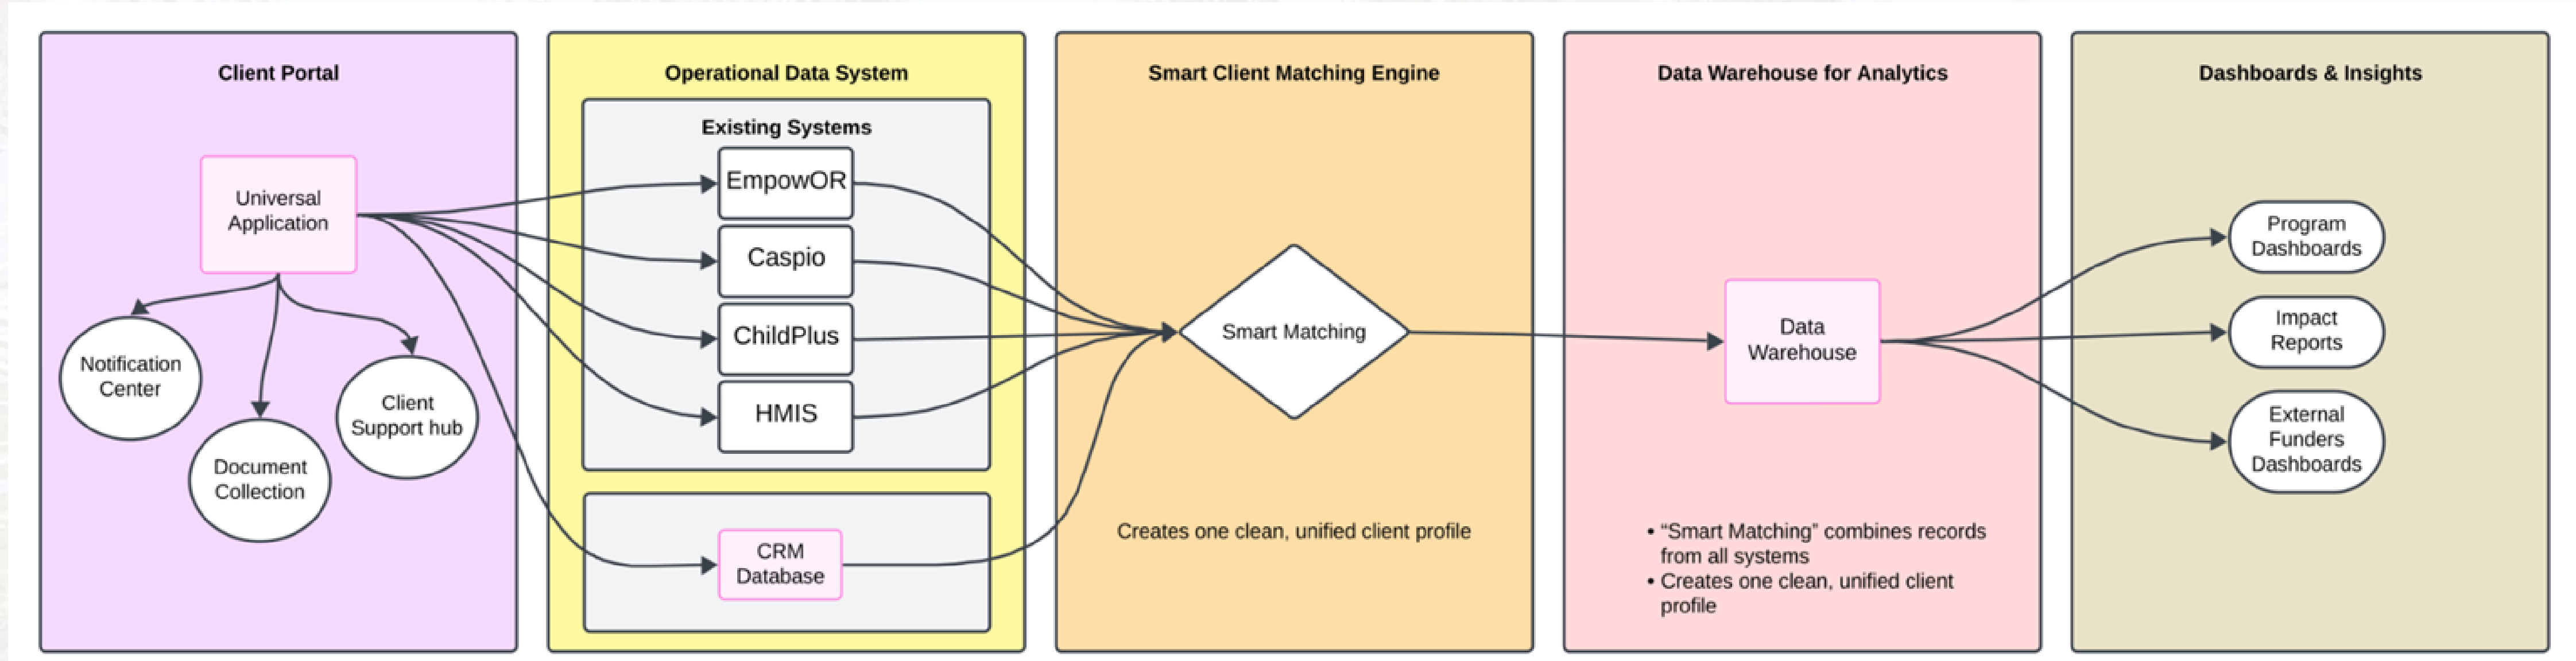 Client Portal
Universal
Application
Notification
Center
Document
Collection
Client
Support hub
Operational Data System
Existing Systems
EmpowOR
Caspio
ChildPlus
HMIS
CRM
Database
Smart Client Matching Engine
Smart Matching
Creates one clean, unified client profile
Data Warehouse for Analytics
Data
Warehouse
• “Smart Matching” combines records
from all systems
• Creates one clean, unified client
profile
Dashboards & Insights
Program
Dashboards
Impact
Reports
External
Funders
Dashboards